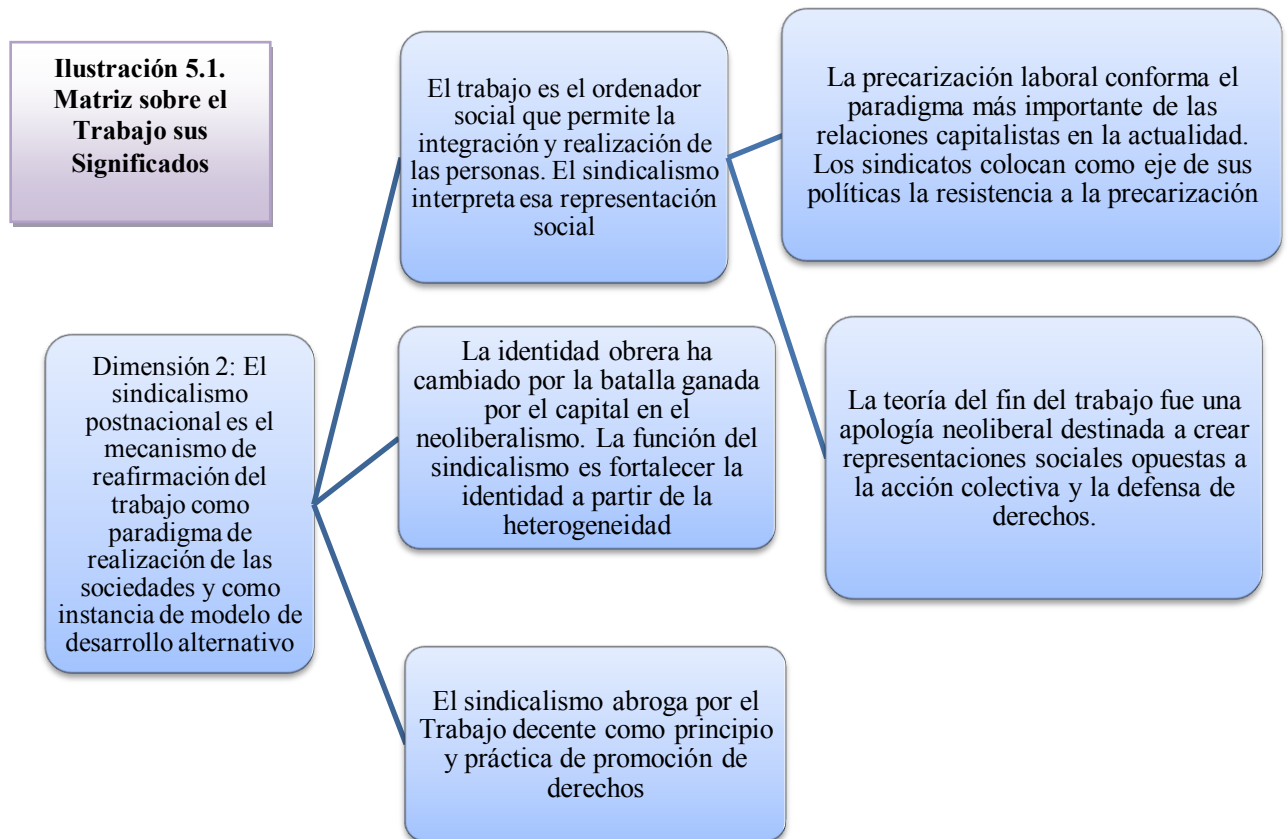 Ilustración 5.1.
Matriz sobre el
Trabajo sus
Significados
Dimensión 2: El
sindicalismo
postnacional es el
mecanismo de
reafirmación del
trabajo como
paradigma de
realización de las
sociedades y como
instancia de modelo de
desarrollo alternativo
El trabajo es el ordenador
social que permite la
integración y realización de
las personas. El sindicalismo
interpreta esa representación
social
La precarización laboral conforma el
paradigma más importante de las
relaciones capitalistas en la actualidad.
Los sindicatos colocan como eje de sus
políticas la resistencia a la precarización
La teoría del fin del trabajo fue una
apología neoliberal destinada a crear
representaciones sociales opuestas a
la acción colectiva y la defensa de
derechos.
La identidad obrera ha
cambiado por la batalla ganada
por el capital en el
neoliberalismo. La función del
sindicalismo es fortalecer la
identidad a partir de la
heterogeneidad
El sindicalismo abroga por el
Trabajo decente como principio
y práctica de promoción de
derechos